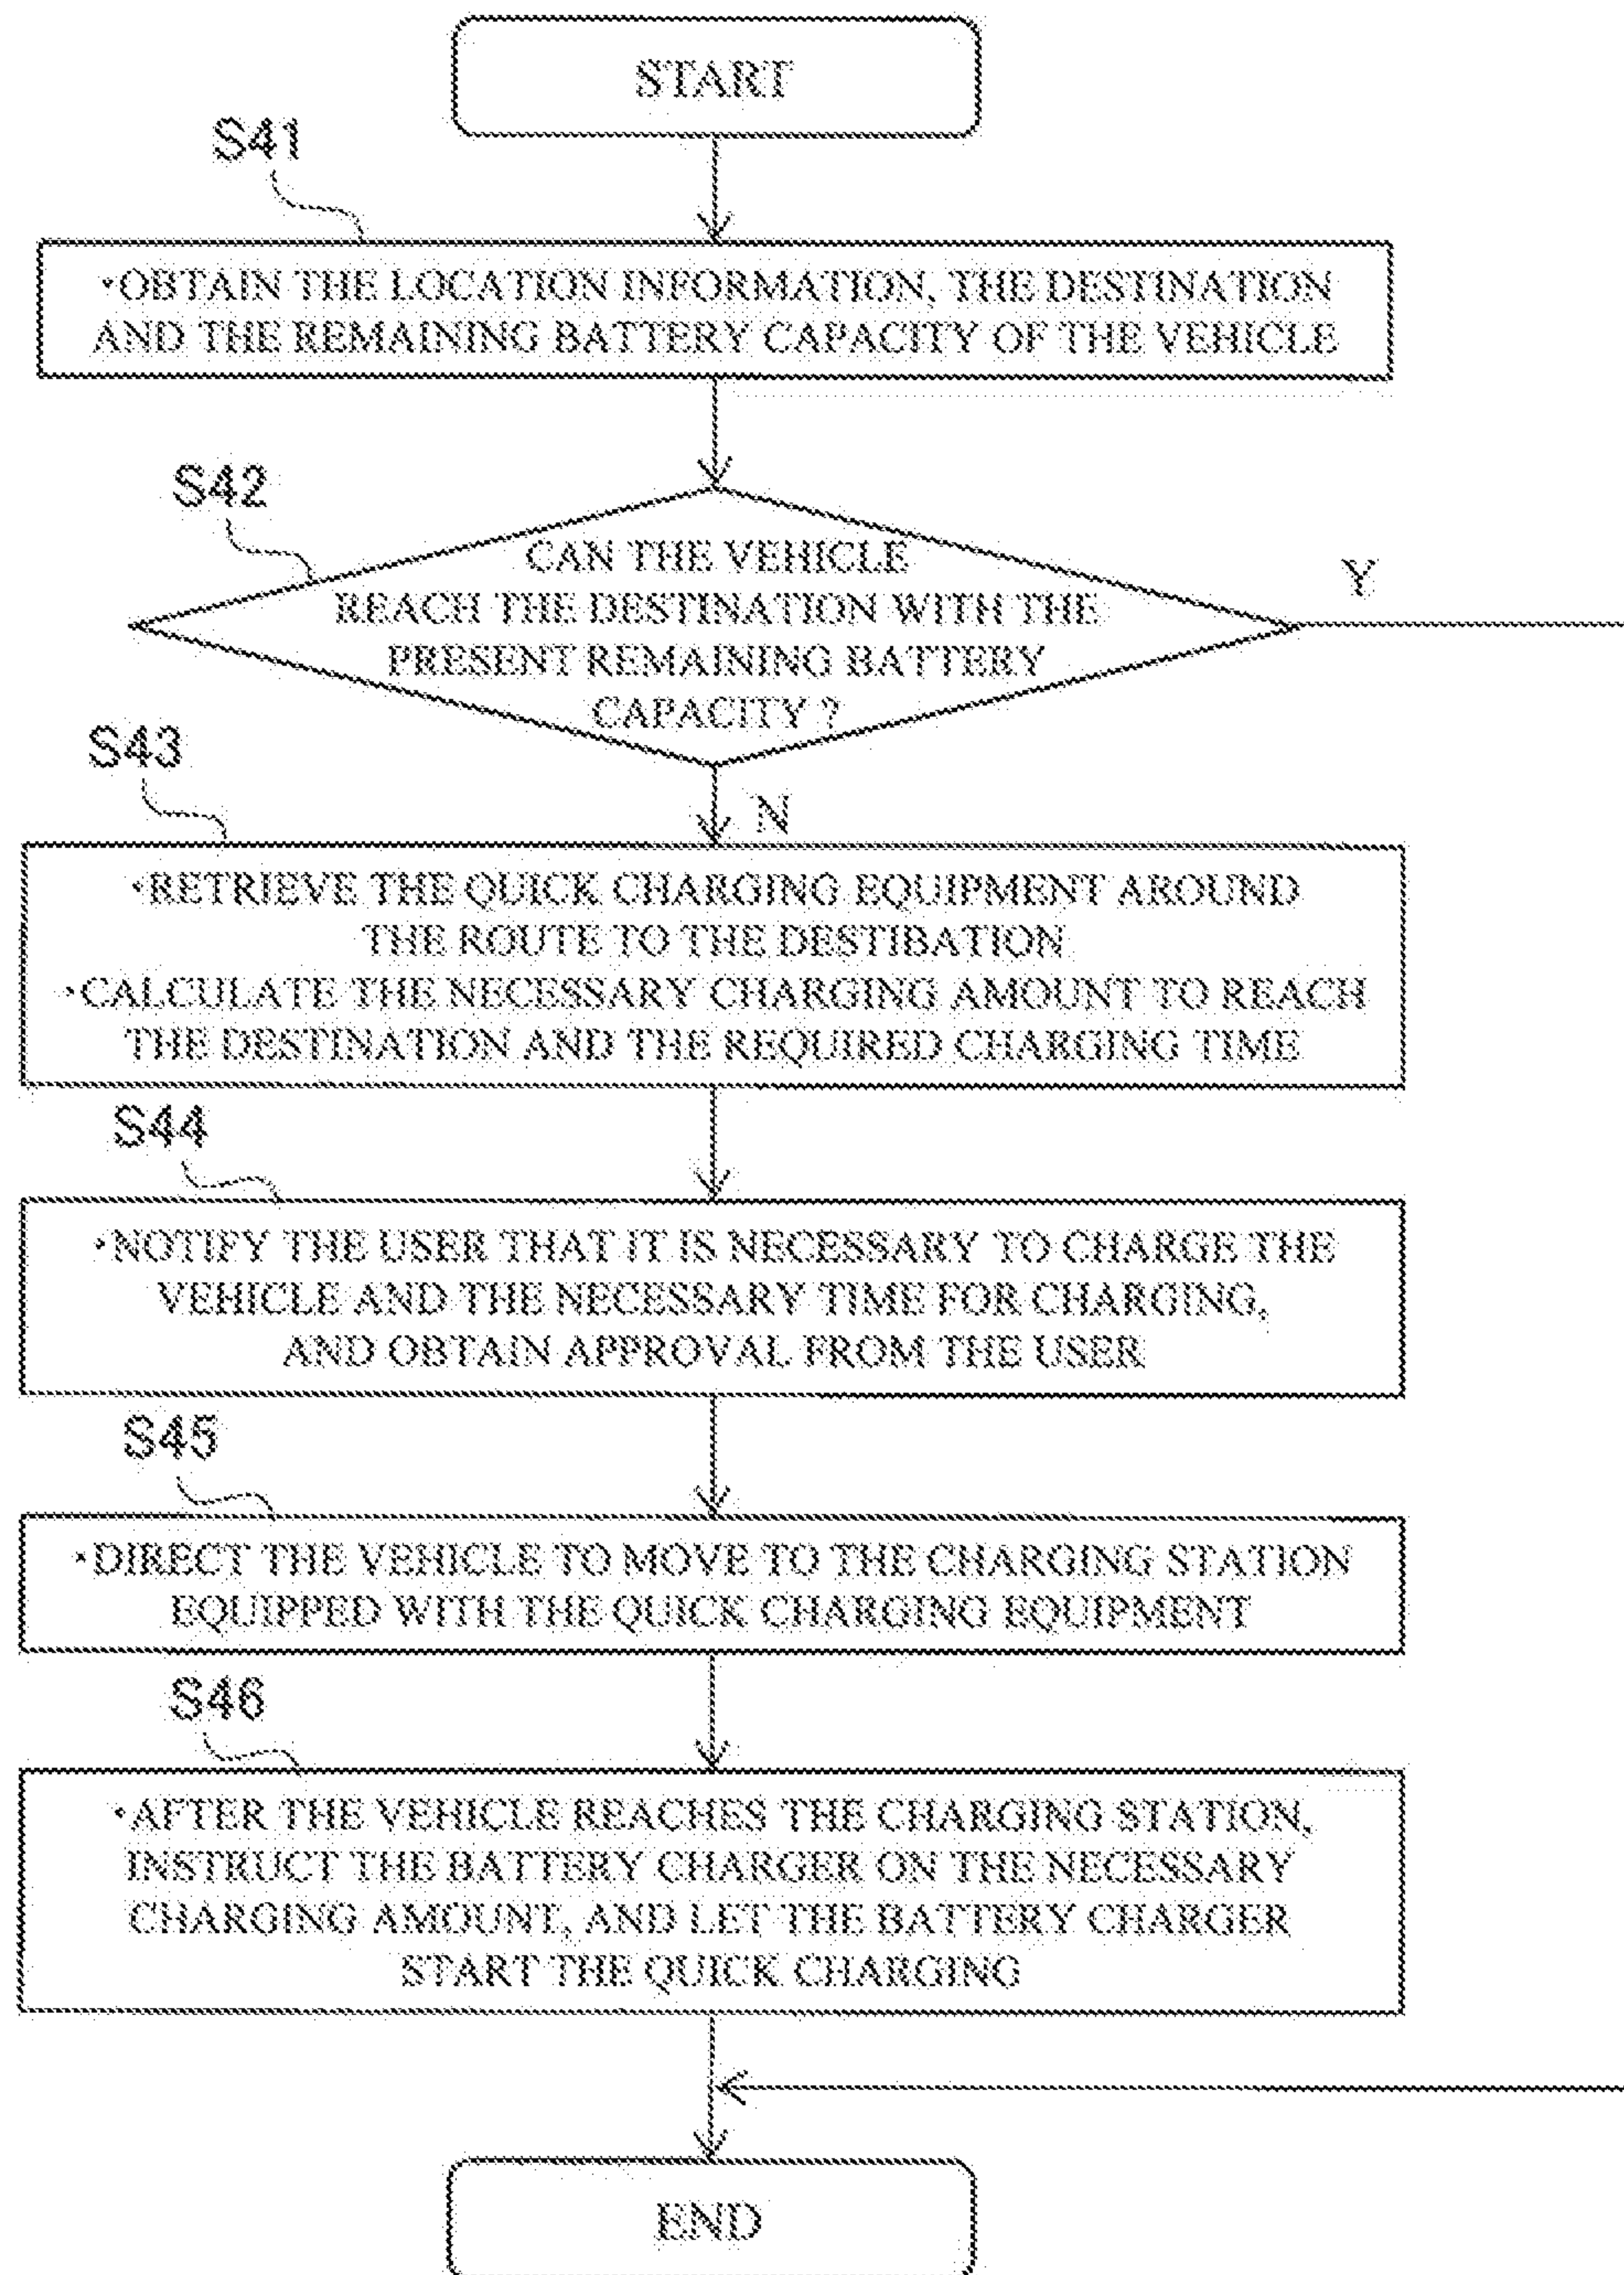 START
S41
・OBTAIN THE LOCATION INFORMATION, THE DESTINATION
AND THE REMAINING BATTERY CAPACITY OF THE VEHICLE
S42
CAN THE VEHICLE
REACH THE DESTINATION WITH THE
PRESENT REMAINING BATTERY
CAPACITY ?
Y
N
S43
・RETRIEVE THE QUICK CHARGING EQUIPMENT AROUND
THE ROUTE TO THE DESTIBATION
・CALCULATE THE NECESSARY CHARGING AMOUNT TO REACH
THE DESTINATION AND THE REQUIRED CHARGING TIME
S44
・NOTIFY THE USER THAT IT IS NECESSARY TO CHARGE THE
VEHICLE AND THE NECESSARY TIME FOR CHARGING,
AND OBTAIN APPROVAL FROM THE USER
S45
・DIRECT THE VEHICLE TO MOVE TO THE CHARGING STATION
EQUIPPED WITH THE QUICK CHARGING EQUIPMENT
S46
・AFTER THE VEHICLE REACHES THE CHARGING STATION,
INSTRUCT THE BATTERY CHARGER ON THE NECESSARY
CHARGING AMOUNT, AND LET THE BATTERY CHARGER
START THE QUICK CHARGING
END